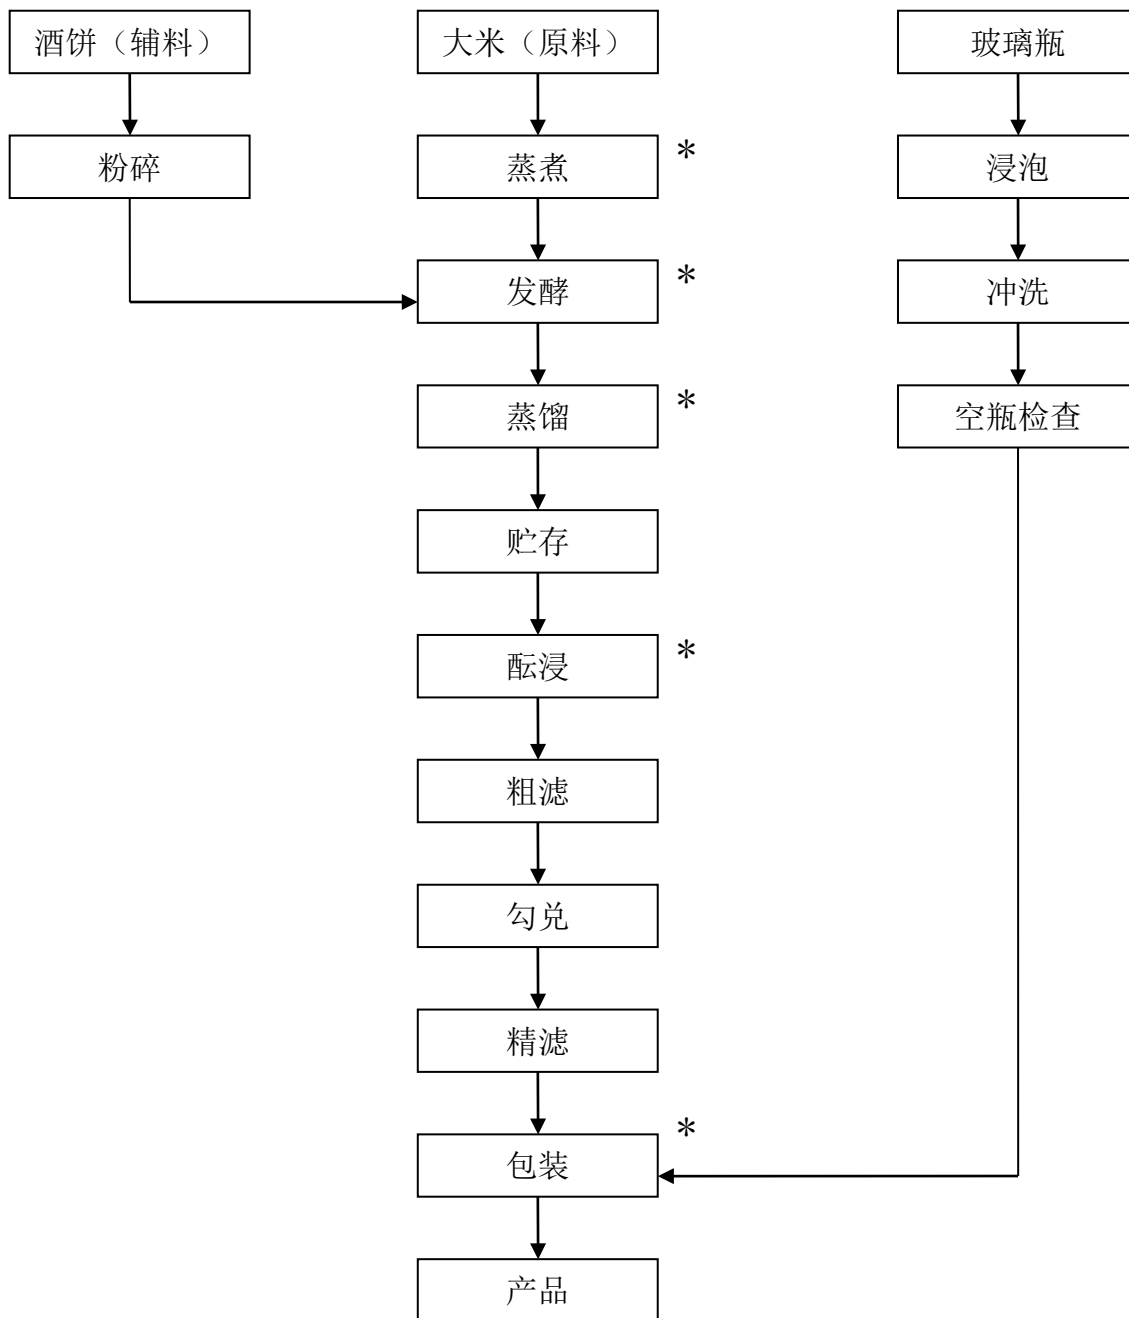 酒饼（辅料）
大米（原料）
玻璃瓶
粉碎
蒸煮
*
浸泡
发酵
*
冲洗
蒸馏
*
空瓶检查
贮存
酝浸
*
粗滤
勾兑
精滤
包装
*
产品